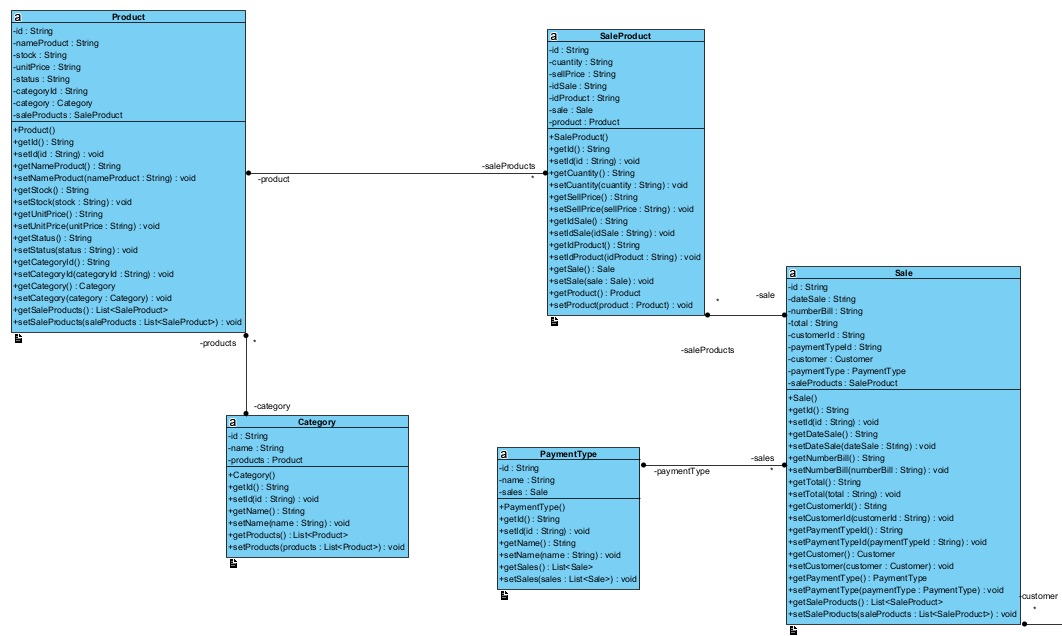 a
Product
-id : String
-nameProduct : String
-stock : String
-unitPrice : String
-status : String
-categoryId : String
-category : Category
-saleProducts : SaleProduct
+Product()
+getId() : String
+setId(id : String) : void
+getNameProduct() : String
+setNameProduct(nameProduct : String) : void
+getStock() : String
+setStock(stock : String) : void
+getUnitPrice() : String
+setUnitPrice(unitPrice : String) : void
+getStatus() : String
+setStatus(status : String) : void
+getCategoryId() : String
+setCategoryId(categoryId : String) : void
+getCategory() : Category
+setCategory(category : Category) : void
+getSaleProducts() : List<SaleProduct>
+setSaleProducts(saleProducts : List<SaleProduct>) : void
-product
-saleProducts
*
a
SaleProduct
-id : String
-cuantity : String
-sellPrice : String
-idSale : String
-idProduct : String
-sale : Sale
-product : Product
+SaleProduct()
+getId() : String
+setId(id : String) : void
+getCuantity() : String
+setCuantity(cuantity : String) : void
+getSellPrice() : String
+setSellPrice(sellPrice : String) : void
+getIdSale() : String
+setIdSale(idSale : String) : void
+getIdProduct() : String
+setIdProduct(idProduct : String) : void
+getSale() : Sale
+setSale(sale : Sale) : void
+getProduct() : Product
+setProduct(product : Product) : void
*
-sale
-saleProducts
-products
*
-category
a
Category
-id : String
-name : String
-products : Product
+Category()
+getId() : String
+setId(id : String) : void
+getName() : String
+setName(name : String) : void
+getProducts() : List<Product>
+setProducts(products : List<Product>) : void
a
PaymentType
-id : String
-name : String
-sales : Sale
+PaymentType()
+getId() : String
+setId(id : String) : void
+getName() : String
+setName(name : String) : void
+getSales() : List<Sale>
+setSales(sales : List<Sale>) : void
-paymentType
-sales
*
a
Sale
-id : String
-dateSale : String
-numberBill : String
-total : String
-customerId : String
-paymentTypeId : String
-customer : Customer
-paymentType : PaymentType
-saleProducts : SaleProduct
+Sale()
+getId() : String
+setId(id : String) : void
+getDateSale() : String
+setDateSale(dateSale : String) : void
+getNumberBill() : String
+setNumberBill(numberBill : String) : void
+getTotal() : String
+setTotal(total : String) : void
+getCustomerId() : String
+setCustomerId(customerId : String) : void
+getPaymentTypeId() : String
+setPaymentTypeId(paymentTypeId : String) : void
+getCustomer() : Customer
+setCustomer(customer : Customer) : void
+getPaymentType() : PaymentType
+setPaymentType(paymentType : PaymentType) : void
+getSaleProducts() : List<SaleProduct>
+setSaleProducts(saleProducts : List<SaleProduct>) : void
-customer
*